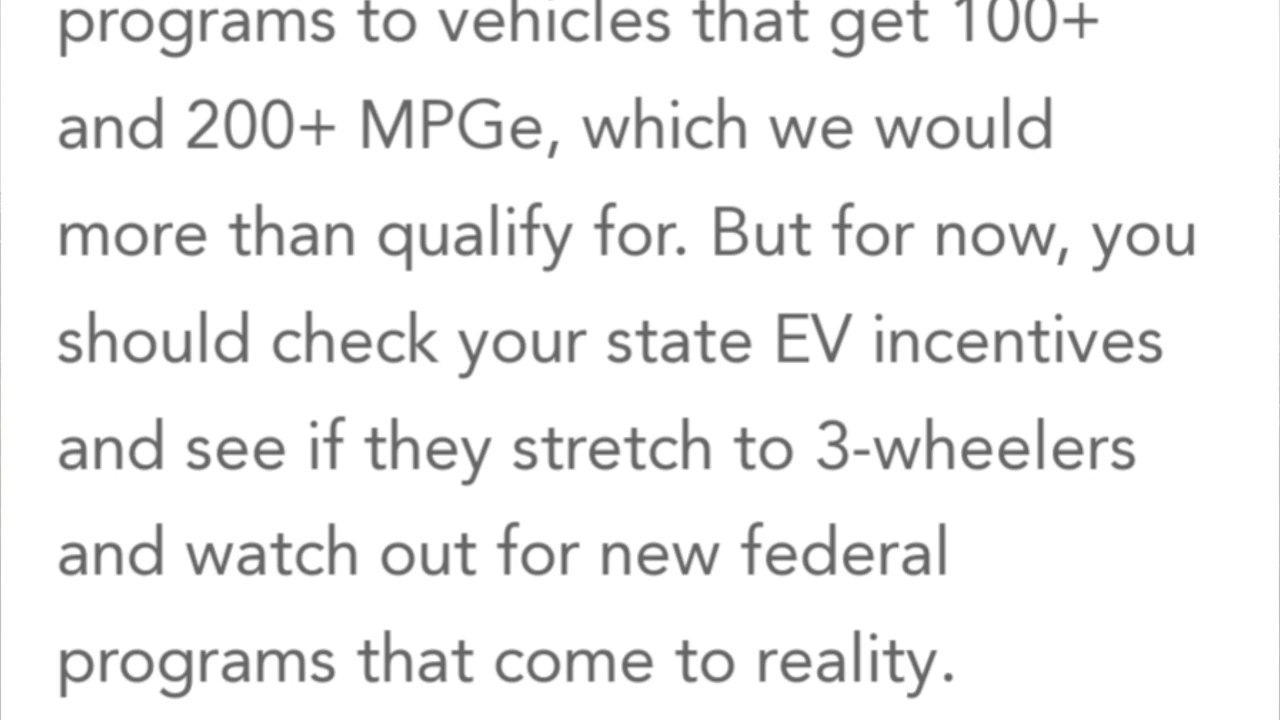 programs to vehicles that get 100+
and 200+ MPGe, which we would
more than qualify for. But for now, you
should check your state EV incentives
and see if they stretch to 3-wheelers
and watch out for new federal
programs that come to reality.